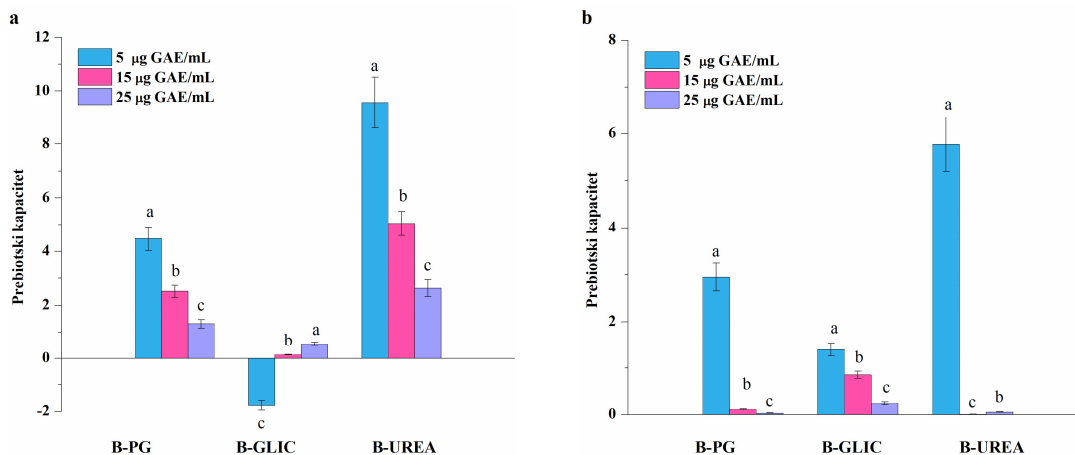 a
Prebiotski kapacitet
12
10
8
6
4
2
0
-2
5 μg GAE/mL
15 μg GAE/mL
25 μg GAE/mL
a
b
c
c
b
a
a
b
c
B-PG
B-GLIC
B-UREA
b
Prebiotski kapacitet
8
6
4
2
0
5 μg GAE/mL
15 μg GAE/mL
25 μg GAE/mL
a
b
c
a
b
c
a
c
b
B-PG
B-GLIC
B-UREA